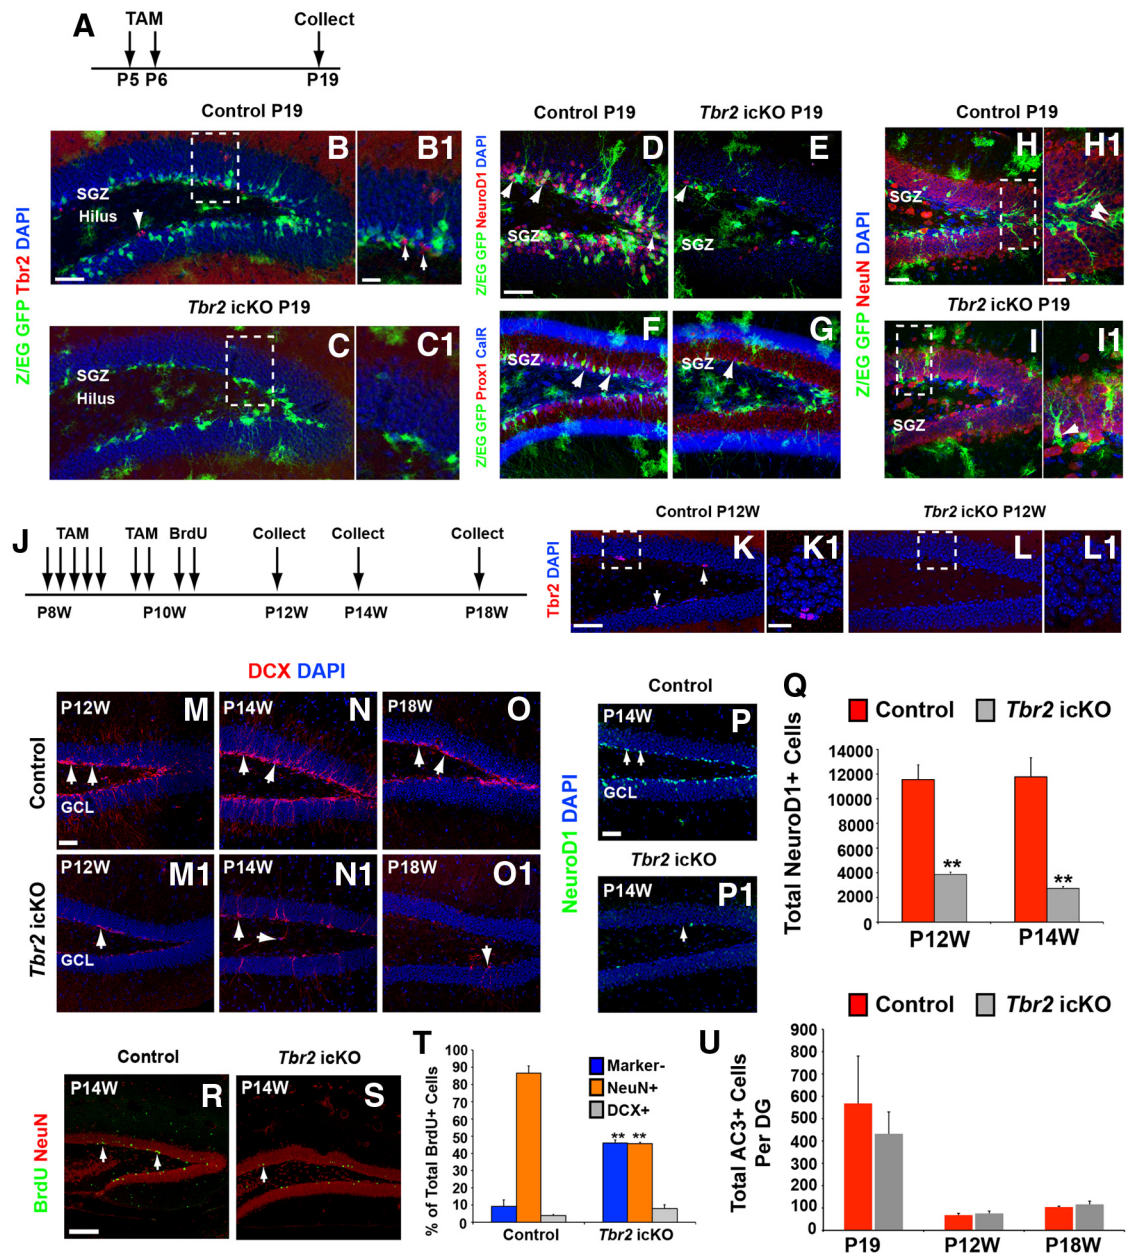 A
TAM
Collect
P5 P6
P19
Control P19
Z/EG GFP Tbr2 DAPI
B
B1
SGZ
Hilus
Tbr2 icKO P19
C
C1
SGZ
Hilus
Control P19
Tbr2 icKO P19
Z/EG GFP NeuroD1 DAPI
D
E
SGZ
Z/EG GFP Prox1 CalR
F
G
SGZ
Control P19
Z/EG GFP NeuN DAPI
H
H1
SGZ
Tbr2 icKO P19
I
I1
SGZ
J
TAM
TAM
BrdU
Collect
Collect
Collect
P8W
P10W
P12W
P14W
P18W
Control P12W
Tbr2 icKO P12W
Tbr2 DAPI
K
K1
L
L1
DCX DAPI
Control
P12W
M
P14W
N
P18W
O
GCL
Tbr2 icKO
P12W
M1
P14W
N1
P18W
O1
GCL
Control
NeuroD1 DAPI
P14W
P
GCL
Tbr2 icKO
P14W
P1
Q
Control
Tbr2 icKO
Total NeuroD1+ Cells
14000
12000
10000
8000
6000
4000
2000
0
**
**
P12W
P14W
Control
Tbr2 icKO
BrdU NeuN
P14W
R
P14W
S
T
% of Total BrdU+ Cells
100
90
80
70
60
50
40
30
20
10
0
Marker-
NeuN+
DCX+
** **
Control
Tbr2 icKO
Control
Tbr2 icKO
U
Total AC3+ Cells
Per DG
900
800
700
600
500
400
300
200
100
0
P19
P12W
P18W